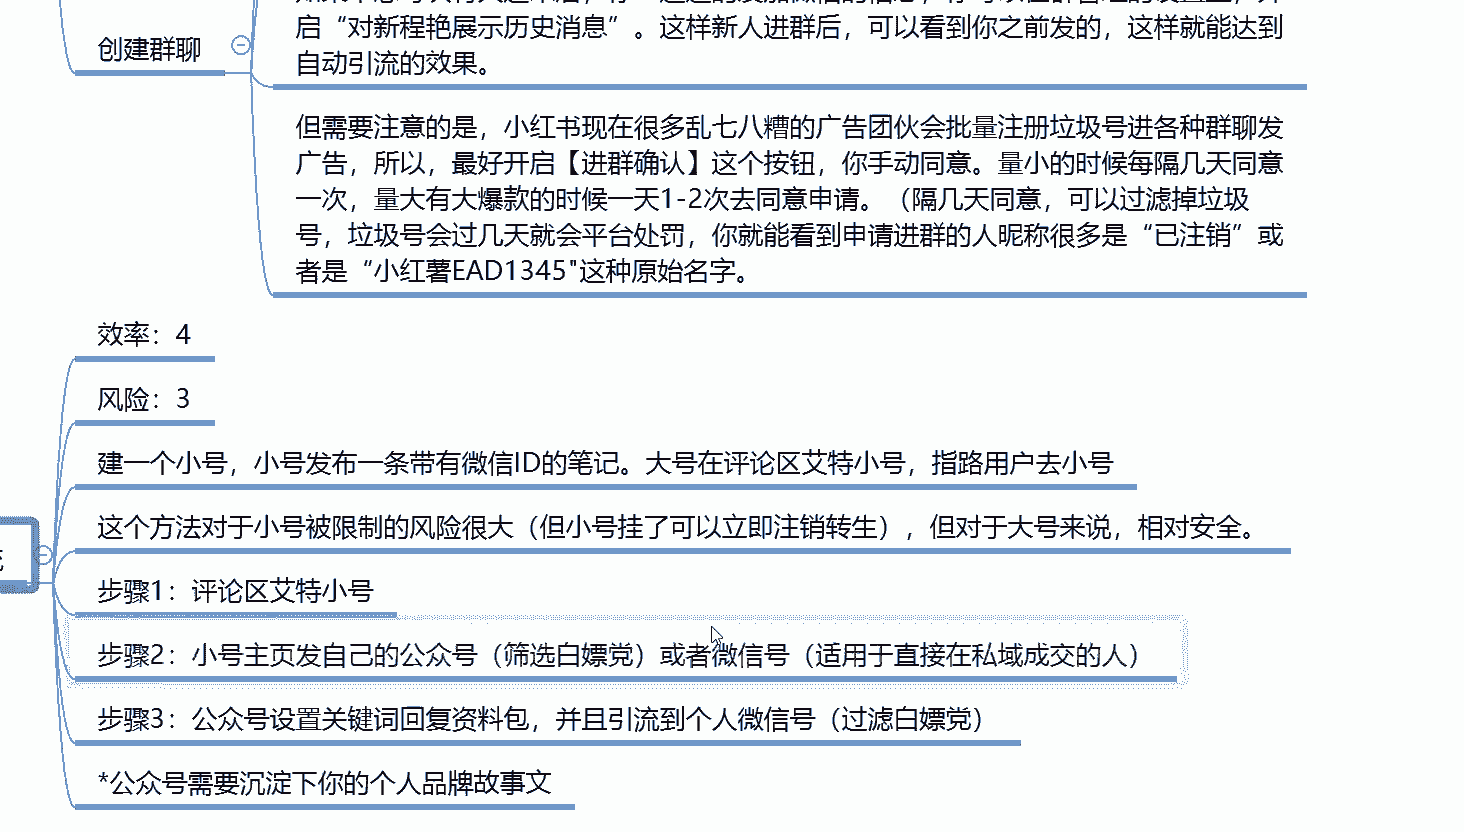 创建群聊
启“对新程艳展示历史消息”。这样新人进群后，可以看到你之前发的，这样就能达到
自动引流的效果。
但需要注意的是，小红书现在很多乱七八糟的广告团伙会批量注册垃圾号进各种群聊发
广告，所以，最好开启【进群确认】这个按钮，你手动同意。量小的时候每隔几天同意
一次，量大有大爆款的时候一天1-2次去同意申请。（隔几天同意，可以过滤掉垃圾
号，垃圾号会过几天就会平台处罚，你就能看到申请进群的人昵称很多是“已注销”或
者是“小红薯EAD1345"这种原始名字。
效率：4
风险：3
建一个小号，小号发布一条带有微信ID的笔记。大号在评论区艾特小号，指路用户去小号
这个方法对于小号被限制的风险很大（但小号挂了可以立即注销转生），但对于大号来说，相对安全。
步骤1：评论区艾特小号
步骤2：小号主页发自己的公众号（筛选白嫖党）或者微信号（适用于直接在私域成交的人）
步骤3：公众号设置关键词回复资料包，并且引流到个人微信号（过滤白嫖党）
*公众号需要沉淀下你的个人品牌故事文